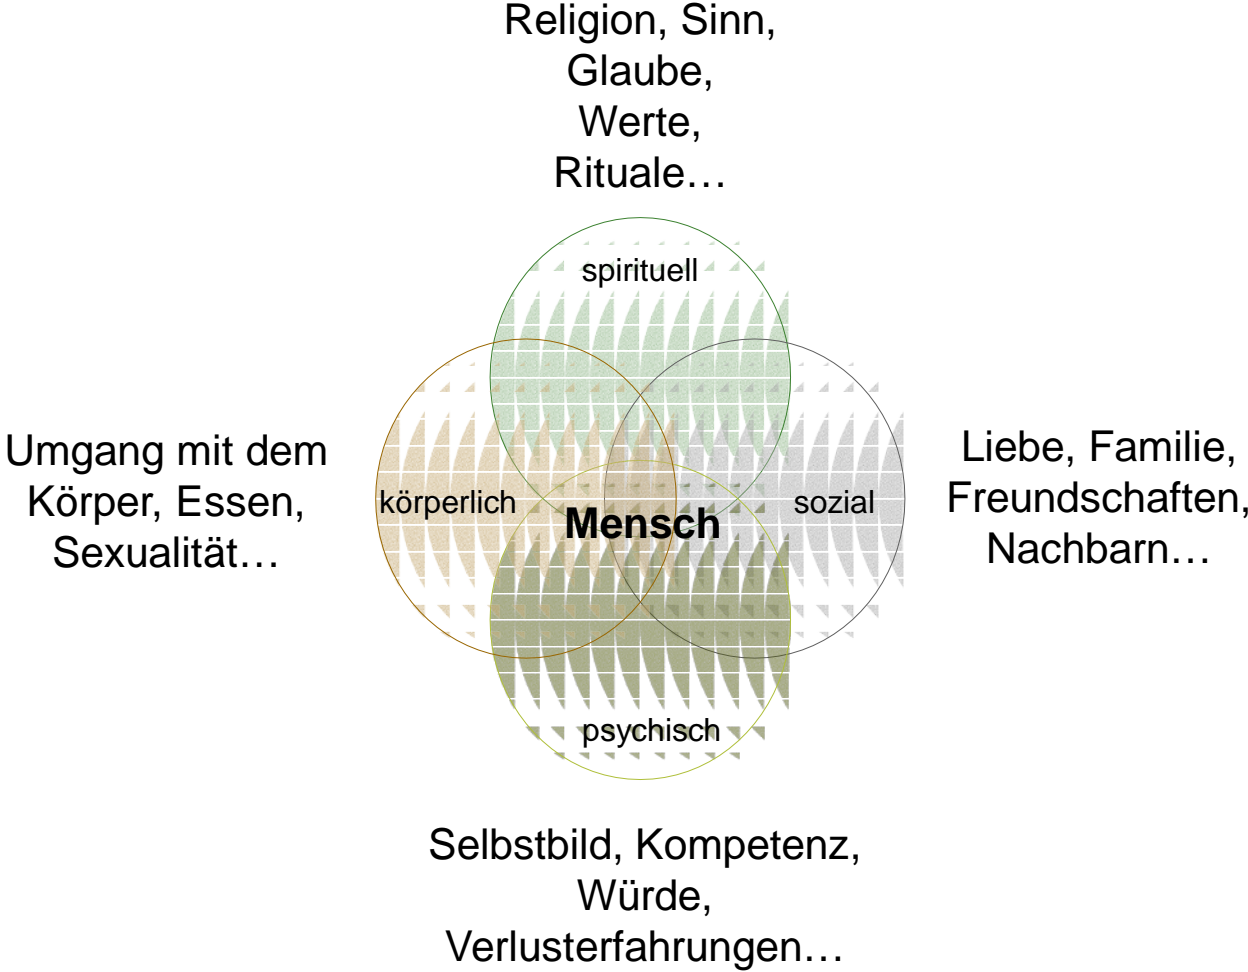 Religion, Sinn,
Glaube,
Werte,
Rituale…
spirituell
Umgang mit dem
Körper, Essen,
Sexualität…
körperlich
Mensch
sozial
Liebe, Familie,
Freundschaften,
Nachbarn…
psychisch
Selbstbild, Kompetenz,
Würde,
Verlusterfahrungen…